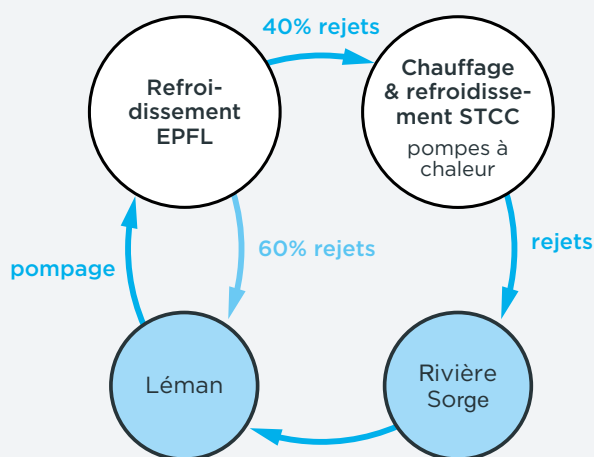 40% rejets
Refroi-
dissement
EPFL
Chauffage
& refroidisse-
ment STCC
pompes à
chaleur
pompage
60% rejets
rejets
Léman
Rivière
Sorge